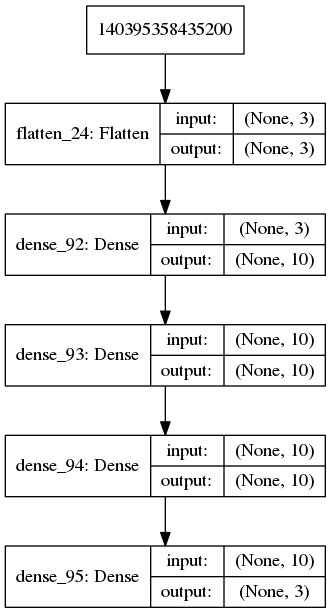 140395358435200
flatten_24: Flatten
input: (None, 3)
output: (None, 3)
dense_92: Dense
input: (None, 3)
output: (None, 10)
dense_93: Dense
input: (None, 10)
output: (None, 10)
dense_94: Dense
input: (None, 10)
output: (None, 10)
dense_95: Dense
input: (None, 10)
output: (None, 3)